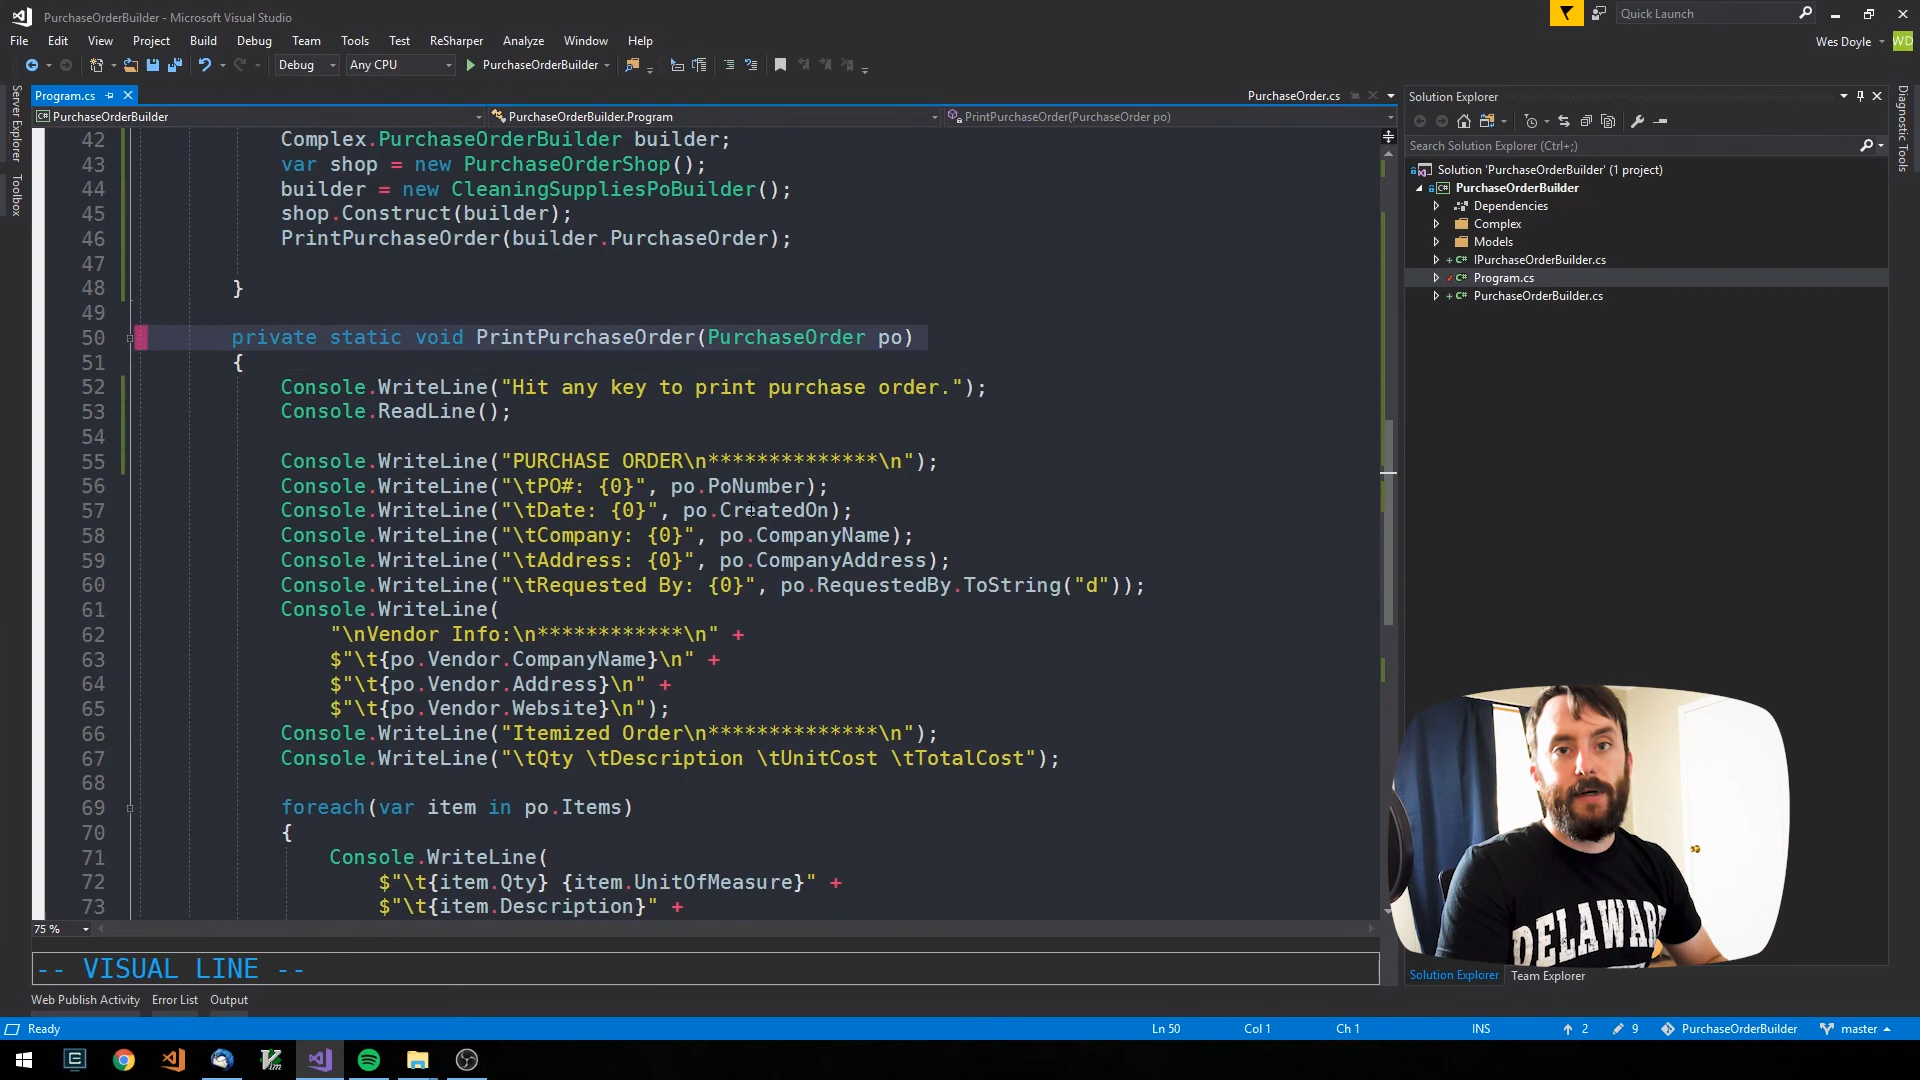 PurchaseOrderBuilder - Microsoft Visual Studio
Quick Launch
File Edit View Project Build Debug Team Tools Test ReSharper Analyze Window Help
Wes Doyle WD
Debug Any CPU PurchaseOrderBuilder
Server Explorer
Toolbox
Program.cs
PurchaseOrder.cs
PurchaseOrderBuilder PurchaseOrderBuilder.Program PrintPurchaseOrder(PurchaseOrder po)
42 Complex.PurchaseOrderBuilder builder;
43 var shop = new PurchaseOrderShop();
44 builder = new CleaningSuppliesPoBuilder();
45 shop.Construct(builder);
46 PrintPurchaseOrder(builder.PurchaseOrder);
47
48 }
49
50 private static void PrintPurchaseOrder(PurchaseOrder po)
51 {
52 Console.WriteLine("Hit any key to print purchase order.");
53 Console.ReadLine();
54
55 Console.WriteLine("PURCHASE ORDER\n**************\n");
56 Console.WriteLine("\tPO#: {0}", po.PoNumber);
57 Console.WriteLine("\tDate: {0}", po.CreatedOn);
58 Console.WriteLine("\tCompany: {0}", po.CompanyName);
59 Console.WriteLine("\tAddress: {0}", po.CompanyAddress);
60 Console.WriteLine("\tRequested By: {0}", po.RequestedBy.ToString("d"));
61 Console.WriteLine(
62 "\nVendor Info:\n************\n" +
63 $"\t{po.Vendor.CompanyName}\n" +
64 $"\t{po.Vendor.Address}\n" +
65 $"\t{po.Vendor.Website}\n");
66 Console.WriteLine("Itemized Order\n**************\n");
67 Console.WriteLine("\tQty \tDescription \tUnitCost \tTotalCost");
68
69 foreach(var item in po.Items)
70 {
71 Console.WriteLine(
72 $"\t{item.Qty} {item.UnitOfMeasure}" +
73 $"\t{item.Description}" +
75 %
-- VISUAL LINE --
Web Publish Activity Error List Output
Solution Explorer
Search Solution Explorer (Ctrl+;)
Solution 'PurchaseOrderBuilder' (1 project)
PurchaseOrderBuilder
Dependencies
Complex
Models
IPurchaseOrderBuilder.cs
Program.cs
PurchaseOrderBuilder.cs
Diagnostic Tools
DELAWARE
Solution Explorer Team Explorer
Ready Ln 50 Col 1 Ch 1 INS 2 9 PurchaseOrderBuilder master